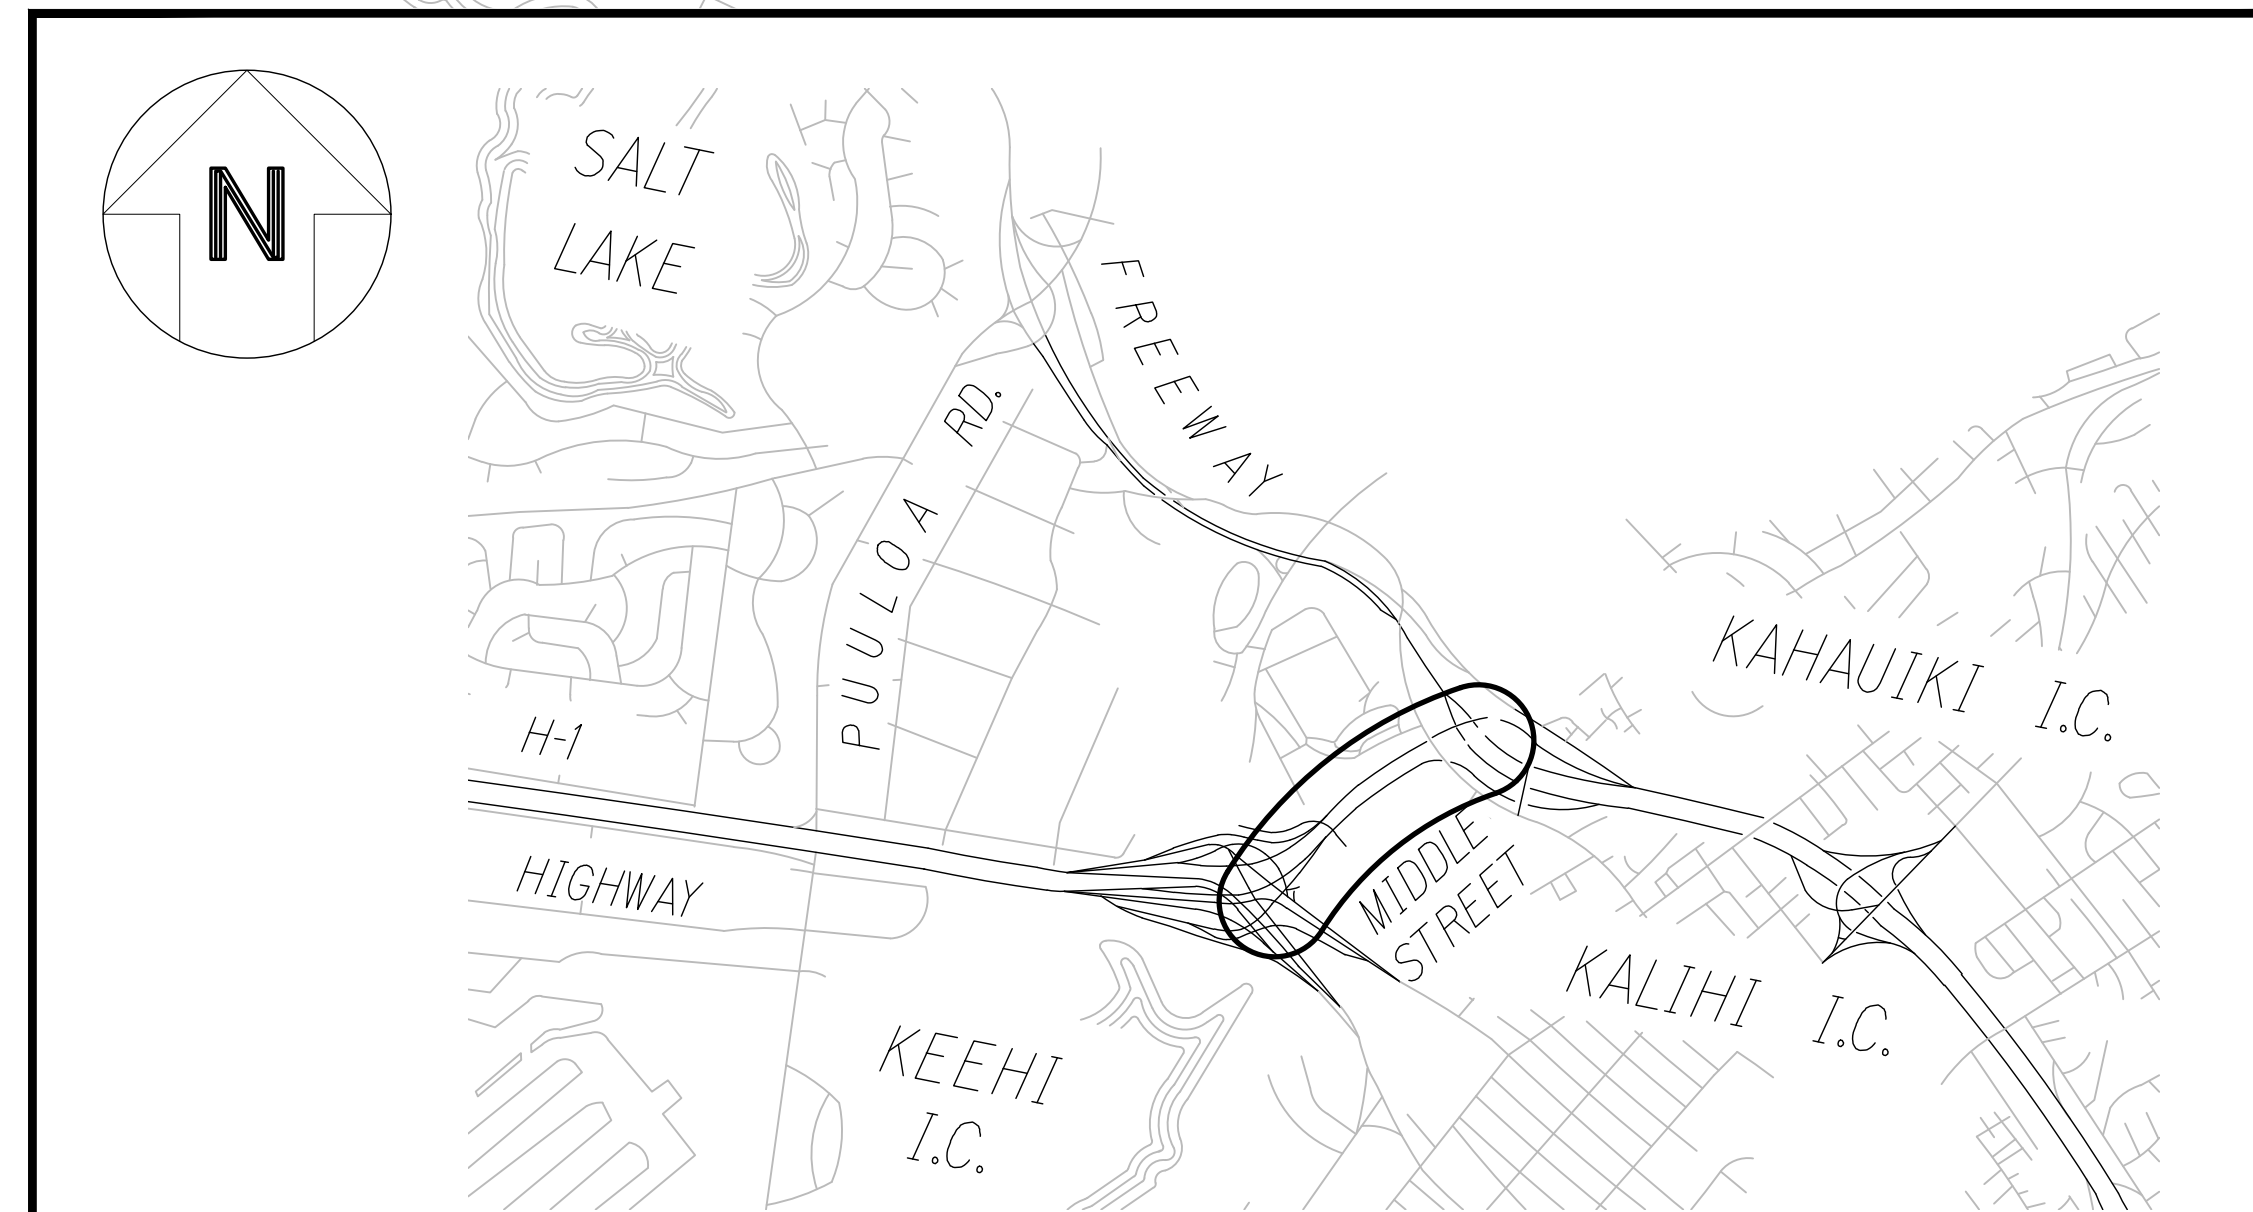 N
SALT
LAKE
FREEWAY
PUULOA RD.
KAHAUIKI I.C.
H-1
HIGHWAY
MIDDLE
STREET
KALIHI I.C.
KEEHI
I.C.